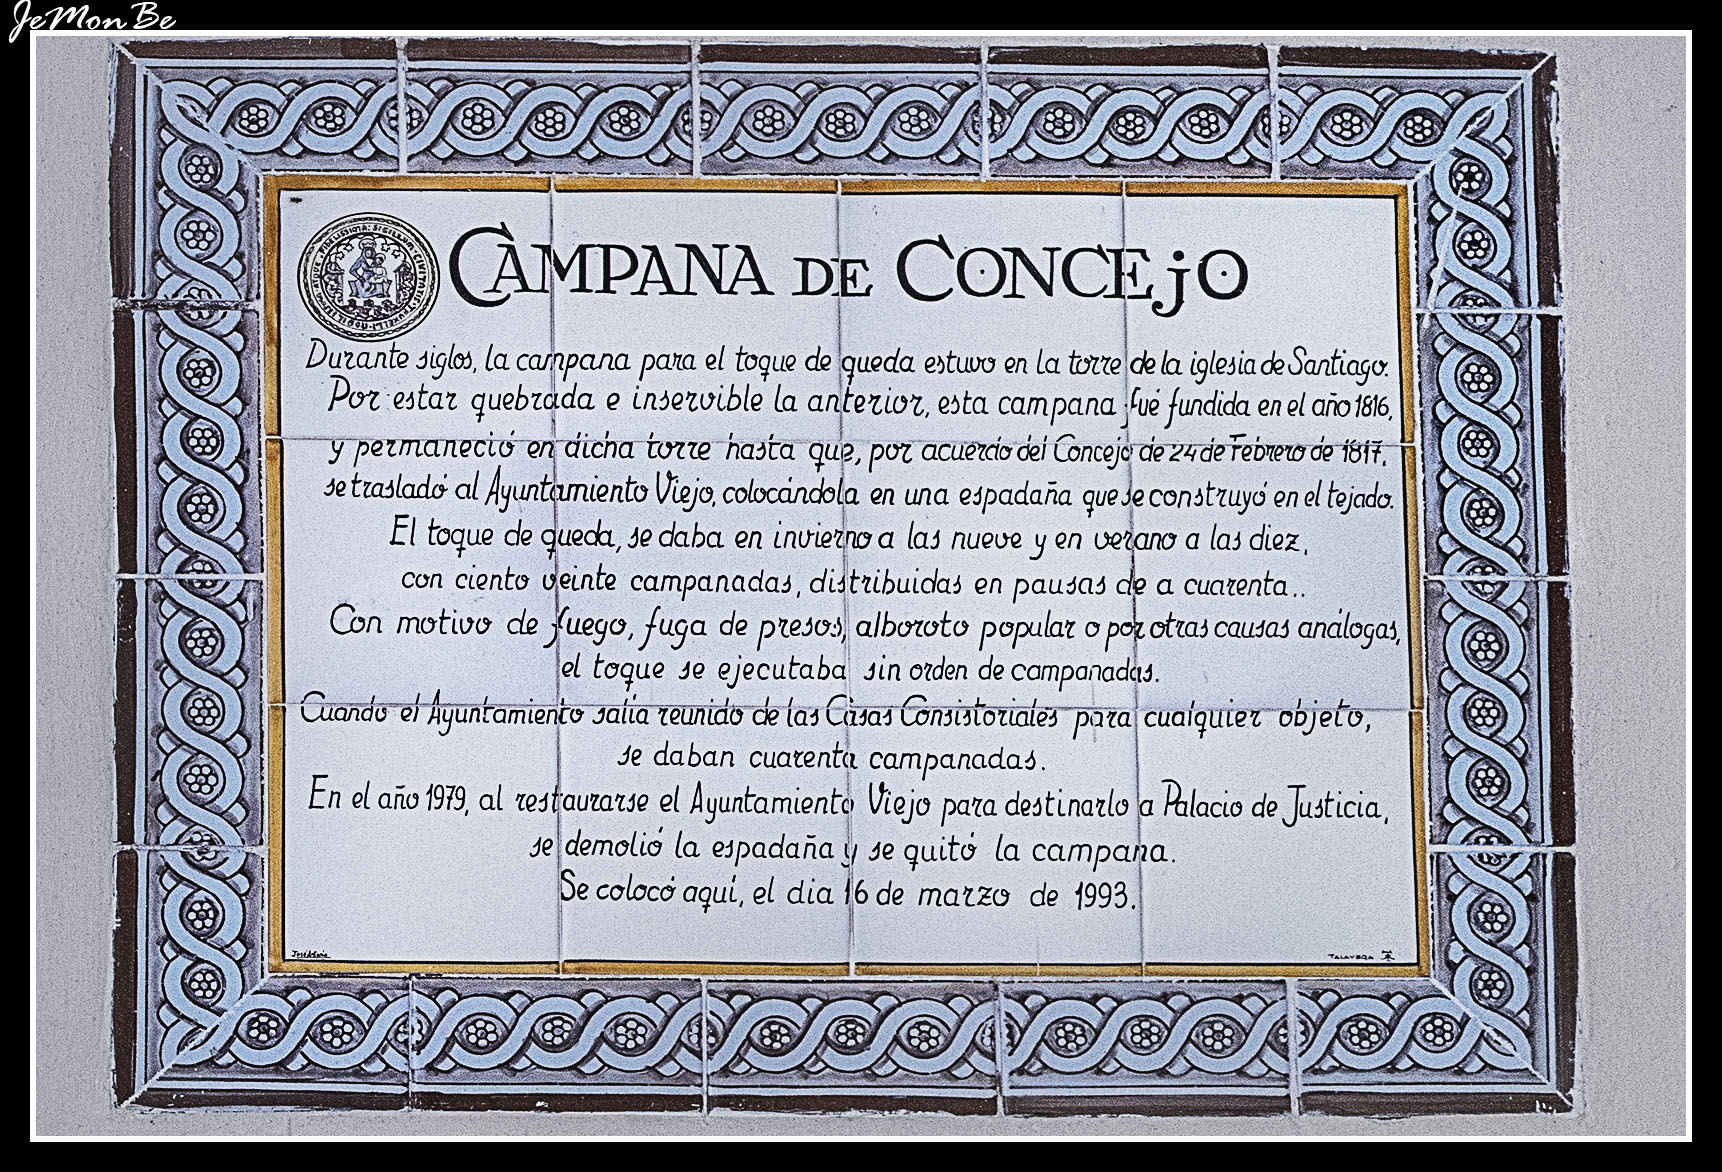 JeMonBe
CAMPANA DE CONCEjO
Durante siglos, la campana para el toque de queda estuvo en la torre de la iglesia de Santiago.
Por estar quebrada e inservible la anterior, esta campana fué fundida en el año 1816,
y permaneció en dicha torre hasta que, por acuerdo del Concejo de 24 de Febrero de 1817,
se trasladó al Ayuntamiento Viejo, colocándola en una espadaña que se construyó en el tejado.
El toque de queda, se daba en invierno a las nueve y en verano a las diez,
con ciento veinte campanadas, distribuidas en pausas de a cuarenta..
Con motivo de fuego, fuga de presos, alboroto popular o por otras causas análogas,
el toque se ejecutaba sin orden de campanadas.
Cuando el Ayuntamiento salía reunido de las Casas Consistoriales para cualquier objeto,
se daban cuarenta campanadas.
En el año 1979, al restaurarse el Ayuntamiento Viejo para destinarlo a Palacio de Justicia,
se demolió la espadaña y se quitó la campana.
Se colocó aquí, el dia 16 de marzo de 1993.
TALAVERA